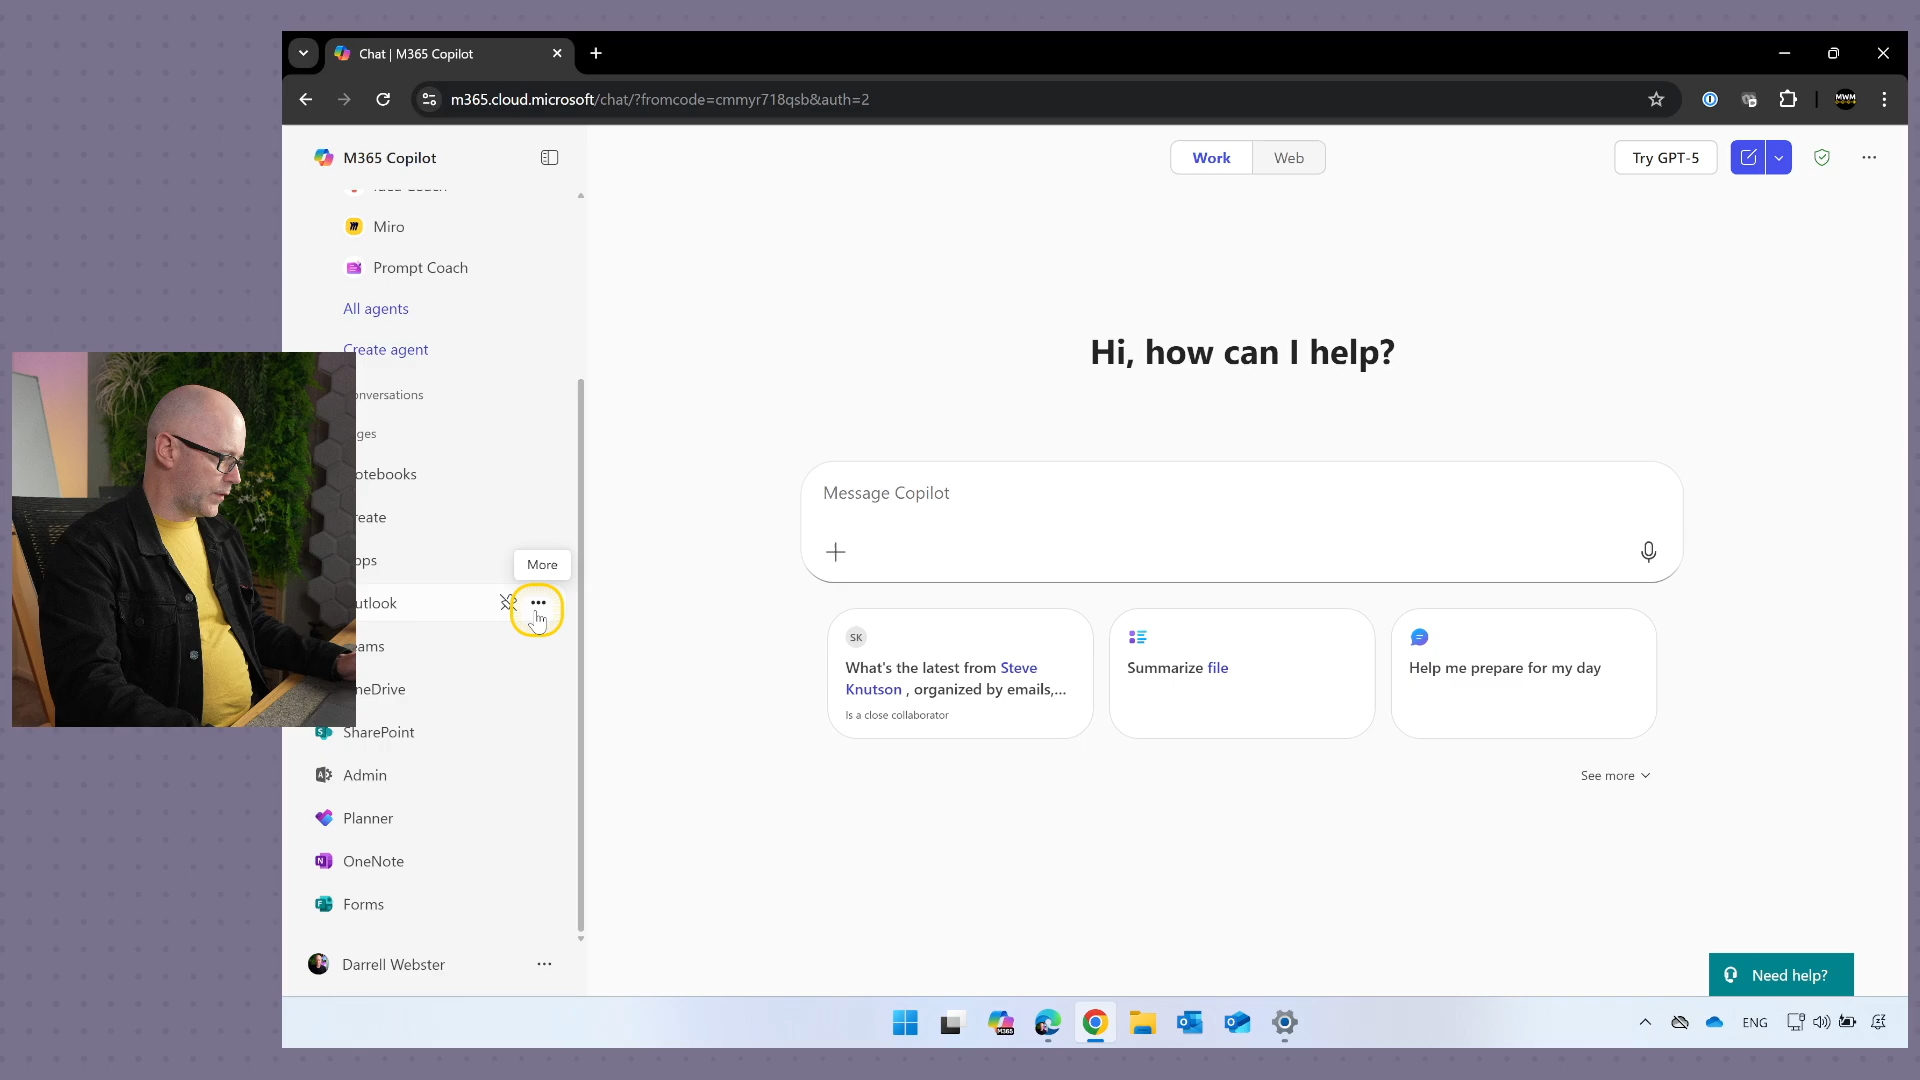 Chat | M365 Copilot
m365.cloud.microsoft/chat/?fromcode=cmmyr718qsb&auth=2
MWM
M365 Copilot
Work
Web
Try GPT-5
Miro
Prompt Coach
All agents
Create agent
onversations
ges
otebooks
reate
pps
More
utlook
eams
neDrive
SharePoint
Admin
Planner
OneNote
Forms
Darrell Webster
Hi, how can I help?
Message Copilot
SK
What's the latest from Steve
Knutson , organized by emails,...
Is a close collaborator
Summarize file
Help me prepare for my day
See more
Need help?
M365
ENG